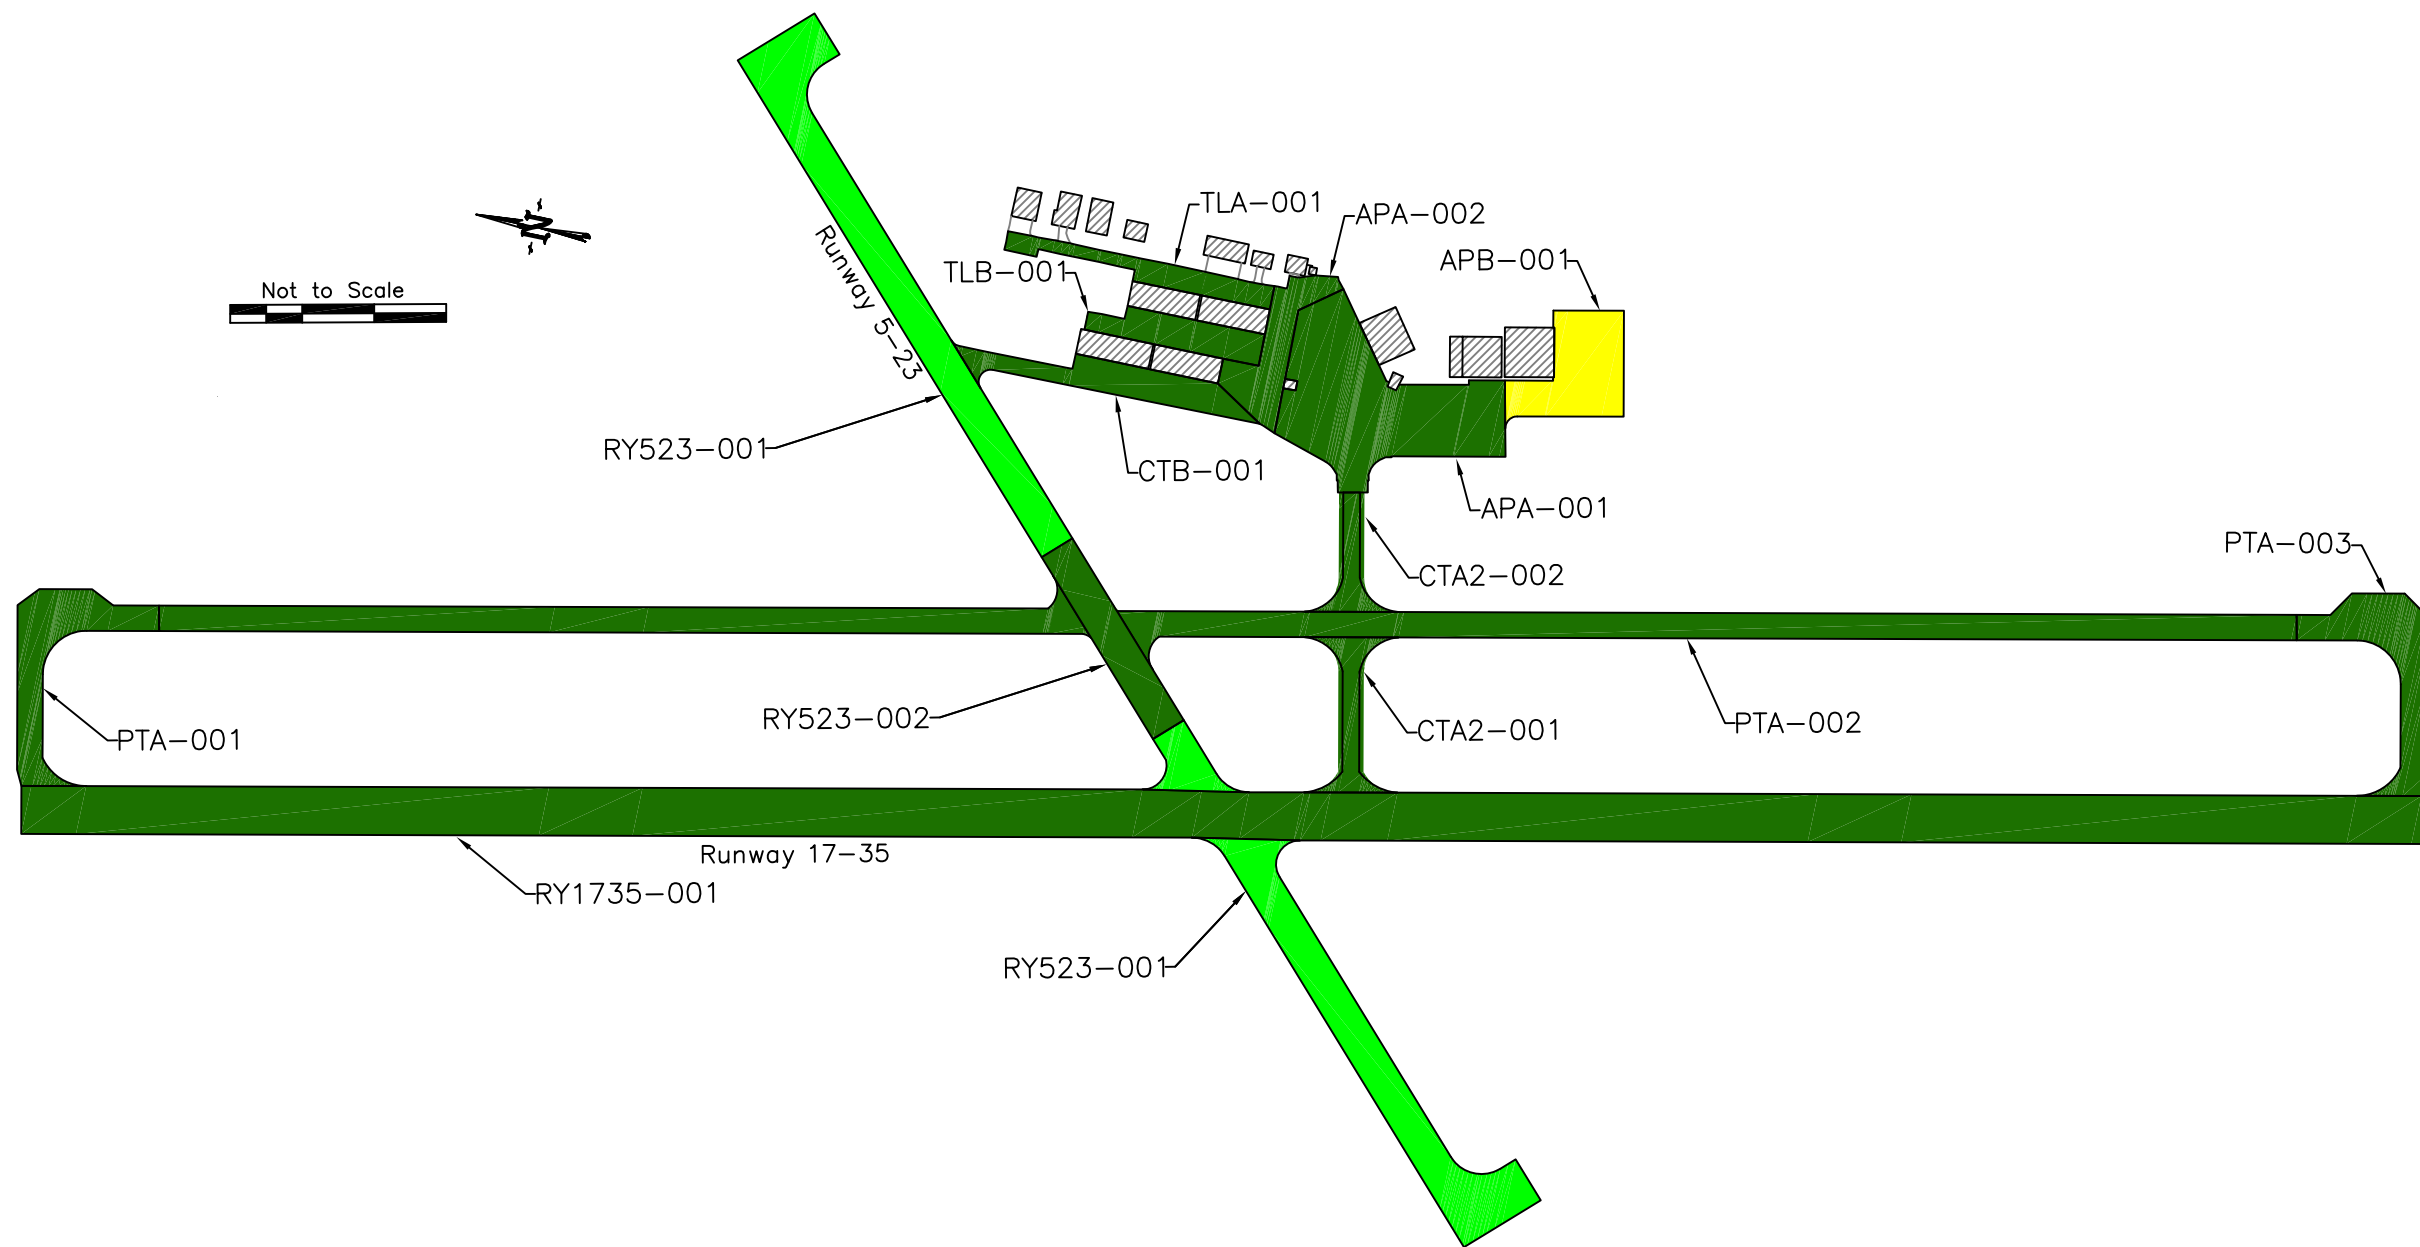 TLA-001
APA-002
APB-001
TLB-001
Runway 5-23
Not to Scale
N
RY523-001
CTB-001
APA-001
PTA-003
CTA2-002
RY523-002
PTA-001
CTA2-001
PTA-002
Runway 17-35
RY1735-001
RY523-001